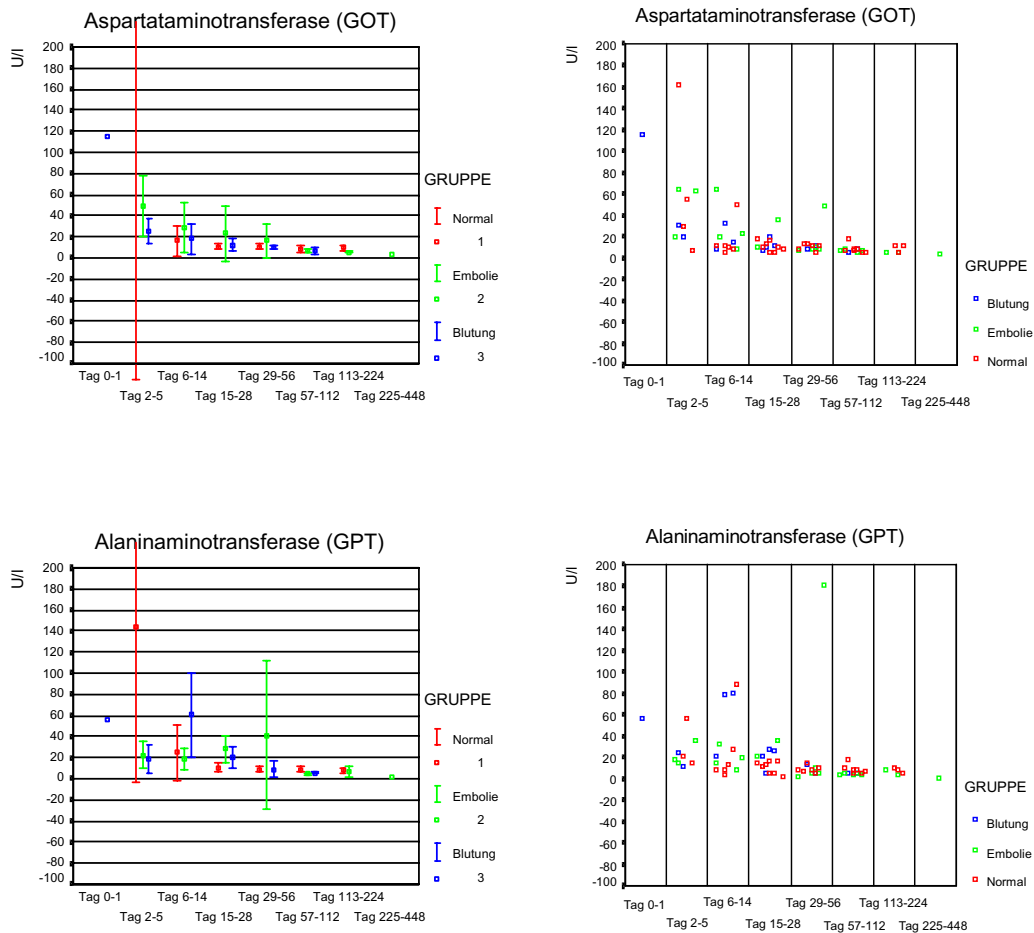 Aspartataminotransferase (GOT)
U/l
200
180
160
140
120
100
80
60
40
20
0
-20
-40
-60
-80
-100
Tag 0-1
Tag 6-14
Tag 29-56
Tag 113-224
Tag 2-5
Tag 15-28
Tag 57-112
Tag 225-448
GRUPPE
Normal
1
Embolie
2
Blutung
3
Aspartataminotransferase (GOT)
U/l
200
180
160
140
120
100
80
60
40
20
0
-20
-40
-60
-80
-100
Tag 0-1
Tag 6-14
Tag 29-56
Tag 113-224
Tag 2-5
Tag 15-28
Tag 57-112
Tag 225-448
GRUPPE
Blutung
Embolie
Normal
Alaninaminotransferase (GPT)
U/l
200
180
160
140
120
100
80
60
40
20
0
-20
-40
-60
-80
-100
Tag 0-1
Tag 6-14
Tag 29-56
Tag 113-224
Tag 2-5
Tag 15-28
Tag 57-112
Tag 225-448
GRUPPE
Normal
1
Embolie
2
Blutung
3
Alaninaminotransferase (GPT)
U/l
200
180
160
140
120
100
80
60
40
20
0
-20
-40
-60
-80
-100
Tag 0-1
Tag 6-14
Tag 29-56
Tag 113-224
Tag 2-5
Tag 15-28
Tag 57-112
Tag 225-448
GRUPPE
Blutung
Embolie
Normal